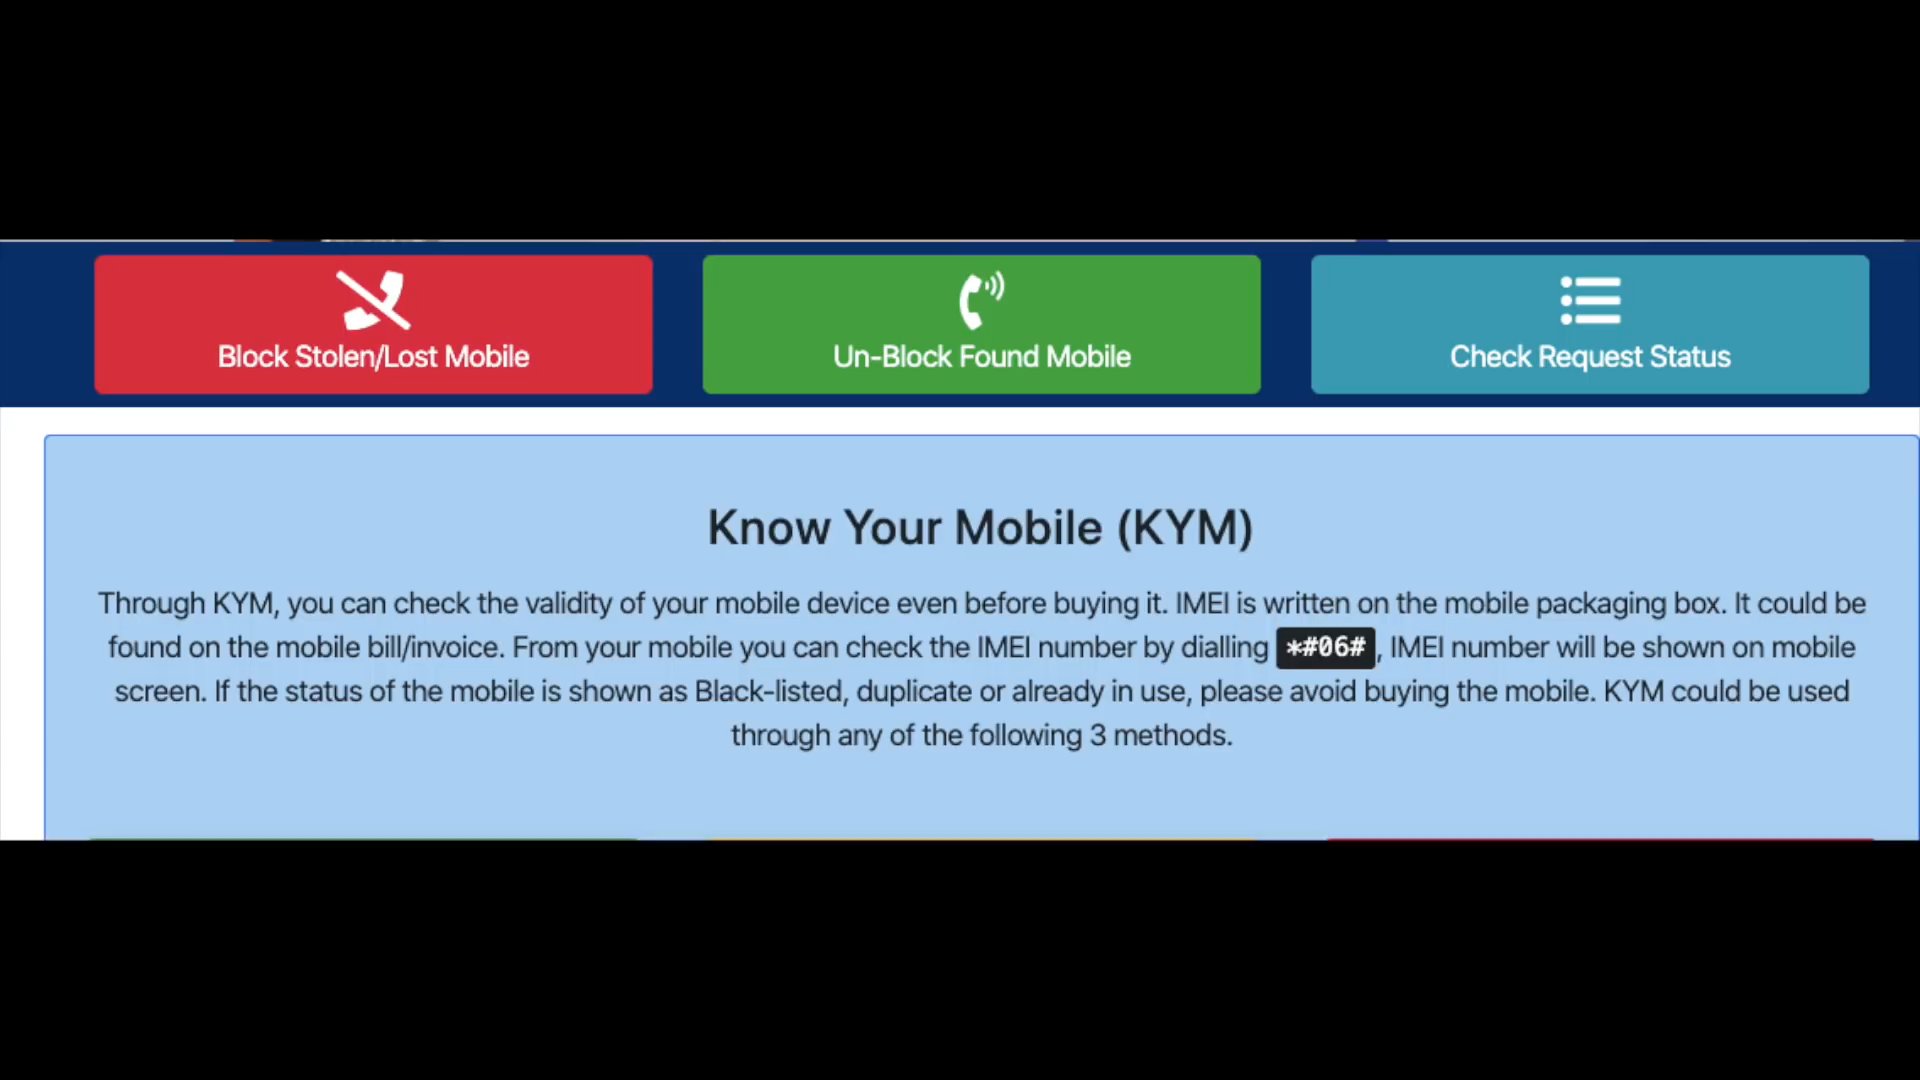 Block Stolen/Lost Mobile
Un-Block Found Mobile
Check Request Status
Know Your Mobile (KYM)
Through KYM, you can check the validity of your mobile device even before buying it. IMEI is written on the mobile packaging box. It could be
found on the mobile bill/invoice. From your mobile you can check the IMEI number by dialling *#06#, IMEI number will be shown on mobile
screen. If the status of the mobile is shown as Black-listed, duplicate or already in use, please avoid buying the mobile. KYM could be used
through any of the following 3 methods.